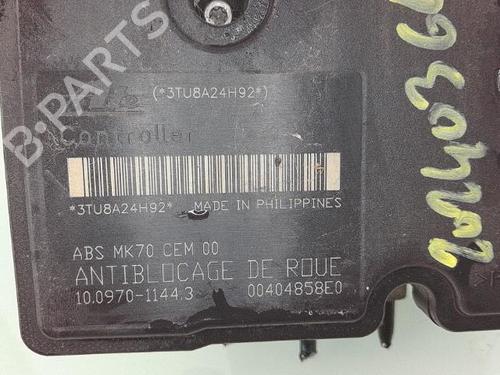 (*3TU8A24H92*)
Ate
Controller
*3TU8A24H92*
MADE IN PHILIPPINES
ABS MK70 CEM 00
ANTIBLOCAGE DE ROUE
10.0970-1144.3
00404858E0
B-PARTS